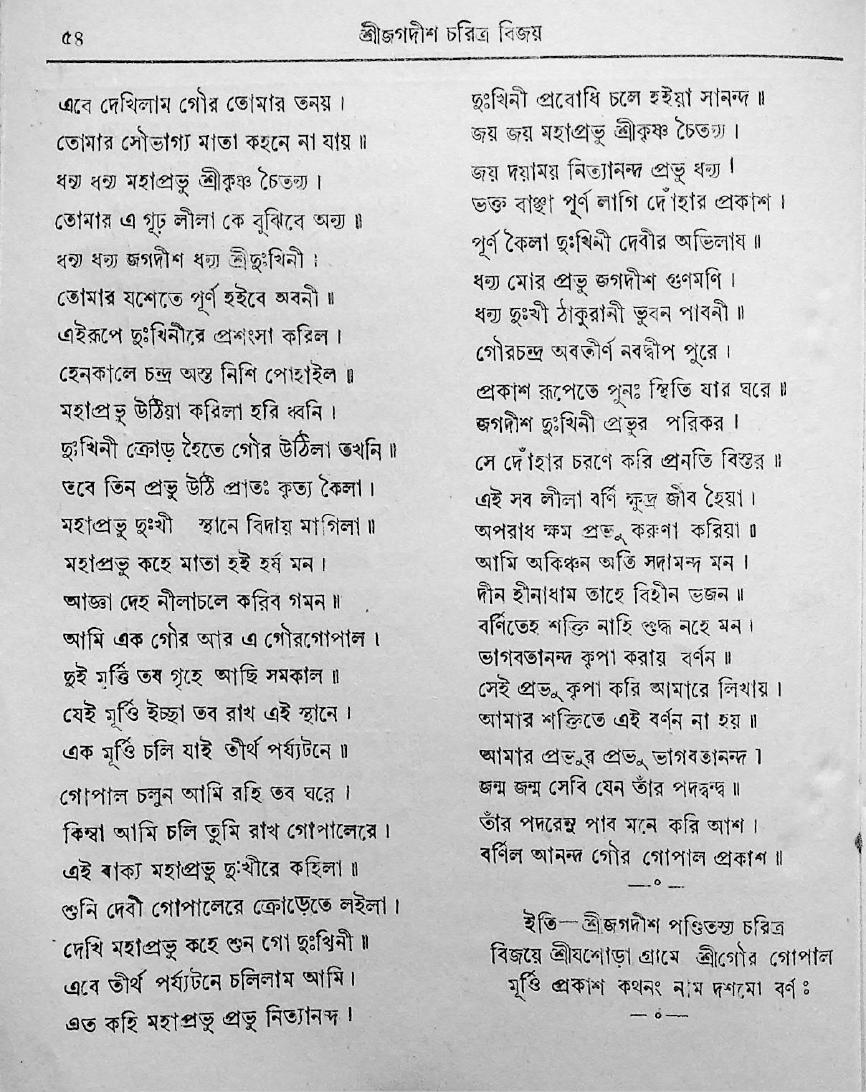 ৫৪
শ্রীজগদীশ চরিত্র বিজয়
এবে দেখিলাম গৌর তোমার তনয় ।
তোমার সৌভাগ্য মাতা কহনে না যায় ॥
ধন্য ধন্য মহাপ্রভু শ্রীকৃষ্ণ চৈতন্য ।
তোমার এ গূঢ় লীলা কে বুঝিবে অন্য ॥
ধন্য ধন্য জগদীশ ধন্য শ্রীদুঃখিনী ।
তোমার যশেতে পূর্ণ হইবে অবনী ॥
এইরূপে দুঃখিনীরে প্রশংসা করিল ।
হেনকালে চন্দ্র অস্ত নিশি পোহাইল ॥
মহাপ্রভু উঠিয়া করিলা হরি ধ্বনি ।
দুঃখিনী ক্রোড় হৈতে গৌর উঠিলা তখনি ॥
তবে তিন প্রভু উঠি প্রাতঃ কৃত্য কৈলা ।
মহাপ্রভু দুঃখী স্থানে বিদায় মাগিলা ॥
মহাপ্রভু কহে মাতা হই হর্ষ মন ।
আজ্ঞা দেহ নীলাচলে করিব গমন ॥
আমি এক গৌর আর এ গৌরগোপাল ।
দুই মূর্ত্তি তব গৃহে আছি সমকাল ॥
যেই মূর্ত্তি ইচ্ছা তব রাখ এই স্থানে ।
এক মূর্ত্তি চলি যাই তীর্থ পর্য্যটনে ॥
গোপাল চলুন আমি রহি তব ঘরে ।
কিম্বা আমি চলি তুমি রাখ গোপালেরে ।
এই বাক্য মহাপ্রভু দুঃখীরে কহিলা ॥
শুনি দেবী গোপালেরে ক্রোড়েতে লইলা ।
দেখি মহাপ্রভু কহে শুন গো দুঃখিনী ॥
এবে তীর্থ পর্য্যটনে চলিলাম আমি ।
এত কহি মহাপ্রভু প্রভু নিত্যানন্দ ।
দুঃখিনী প্রবোধি চলে হইয়া সানন্দ ॥
জয় জয় মহাপ্রভু শ্রীকৃষ্ণ চৈতন্য ।
জয় দয়াময় নিত্যানন্দ প্রভু ধন্য ।
ভক্ত বাঞ্ছা পূর্ণ লাগি দোঁহার প্রকাশ ।
পূর্ণ কৈলা দুঃখিনী দেবীর অভিলাষ ॥
ধন্য মোর প্রভু জগদীশ গুণমণি ।
ধন্য দুঃখী ঠাকুরানী ভুবন পাবনী ॥
গৌরচন্দ্র অবতীর্ণ নবদ্বীপ পুরে ।
প্রকাশ রূপেতে পুনঃ স্থিতি যার ঘরে ॥
জগদীশ দুঃখিনী প্রভুর পরিকর ।
সে দোঁহার চরণে করি প্রনতি বিস্তর ॥
এই সব লীলা বর্ণি ক্ষুদ্র জীব হৈয়া ।
অপরাধ ক্ষম প্রভু করুণা করিয়া ॥
আমি অকিঞ্চন অতি সদামন্দ মন ।
দীন হীনাধাম তাহে বিহীন ভজন ॥
বর্ণিতেহ শক্তি নাহি শুদ্ধ নহে মন ।
ভাগবতানন্দ কৃপা করায় বর্ণন ॥
সেই প্রভু কৃপা করি আমারে লিখায় ।
আমার শক্তিতে এই বর্ণন না হয় ॥
আমার প্রভুর প্রভু ভাগবতানন্দ ।
জন্ম জন্ম সেবি যেন তাঁর পদদ্বন্দ্ব ॥
তাঁর পদরেনু পাব মনে করি আশ ।
বর্ণিল আনন্দ গৌর গোপাল প্রকাশ ॥
—০—
ইতি—শ্রীজগদীশ পণ্ডিতস্য চরিত্র
বিজয়ে শ্রীযশোড়া গ্রামে শ্রীগৌর গোপাল
মূর্ত্তি প্রকাশ কথনং নাম দশমো বর্ণঃ
—০—